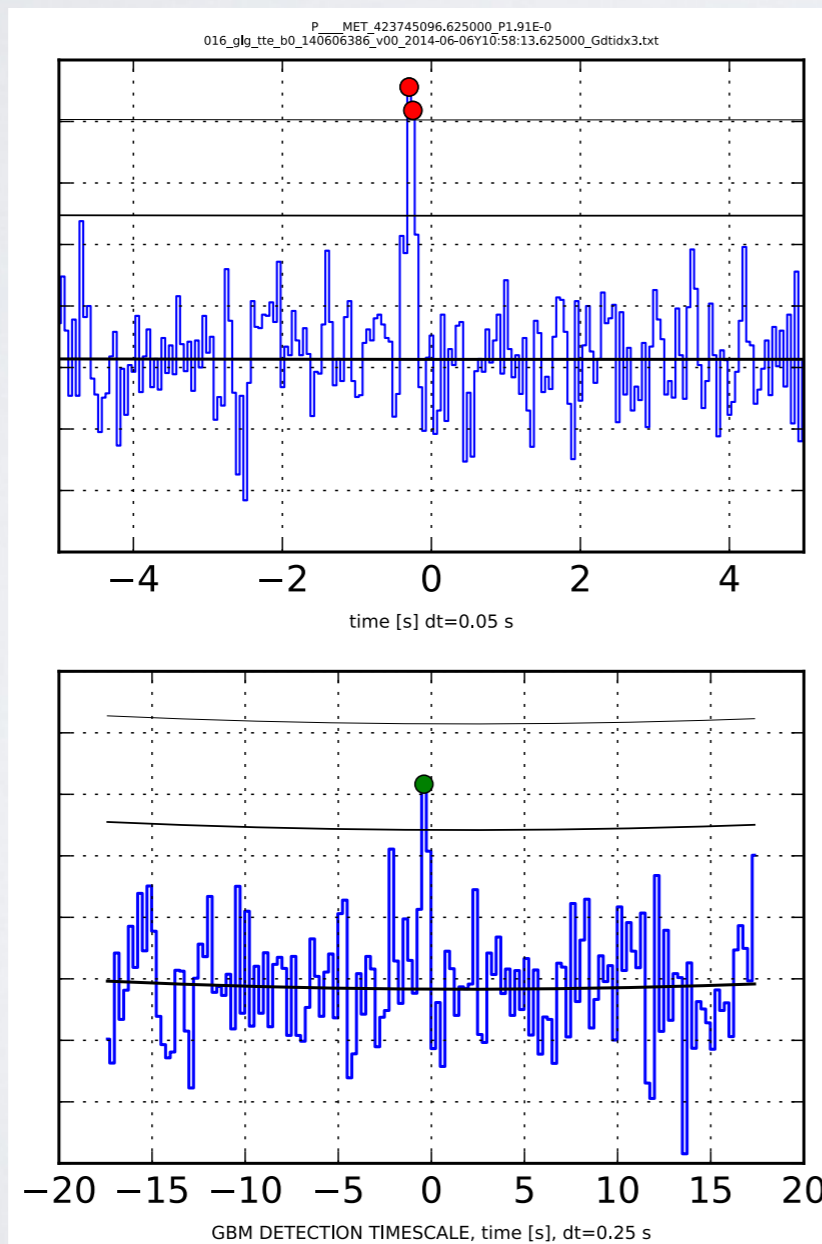 P___MET_423745096.625000_P1.91E-0
016_glg_tte_b0_140606386_v00_2014-06-06Y10:58:13.625000_Gdtidx3.txt
−4 −2 0 2 4
time [s] dt=0.05 s
−20 −15 −10 −5 0 5 10 15 20
GBM DETECTION TIMESCALE, time [s], dt=0.25 s